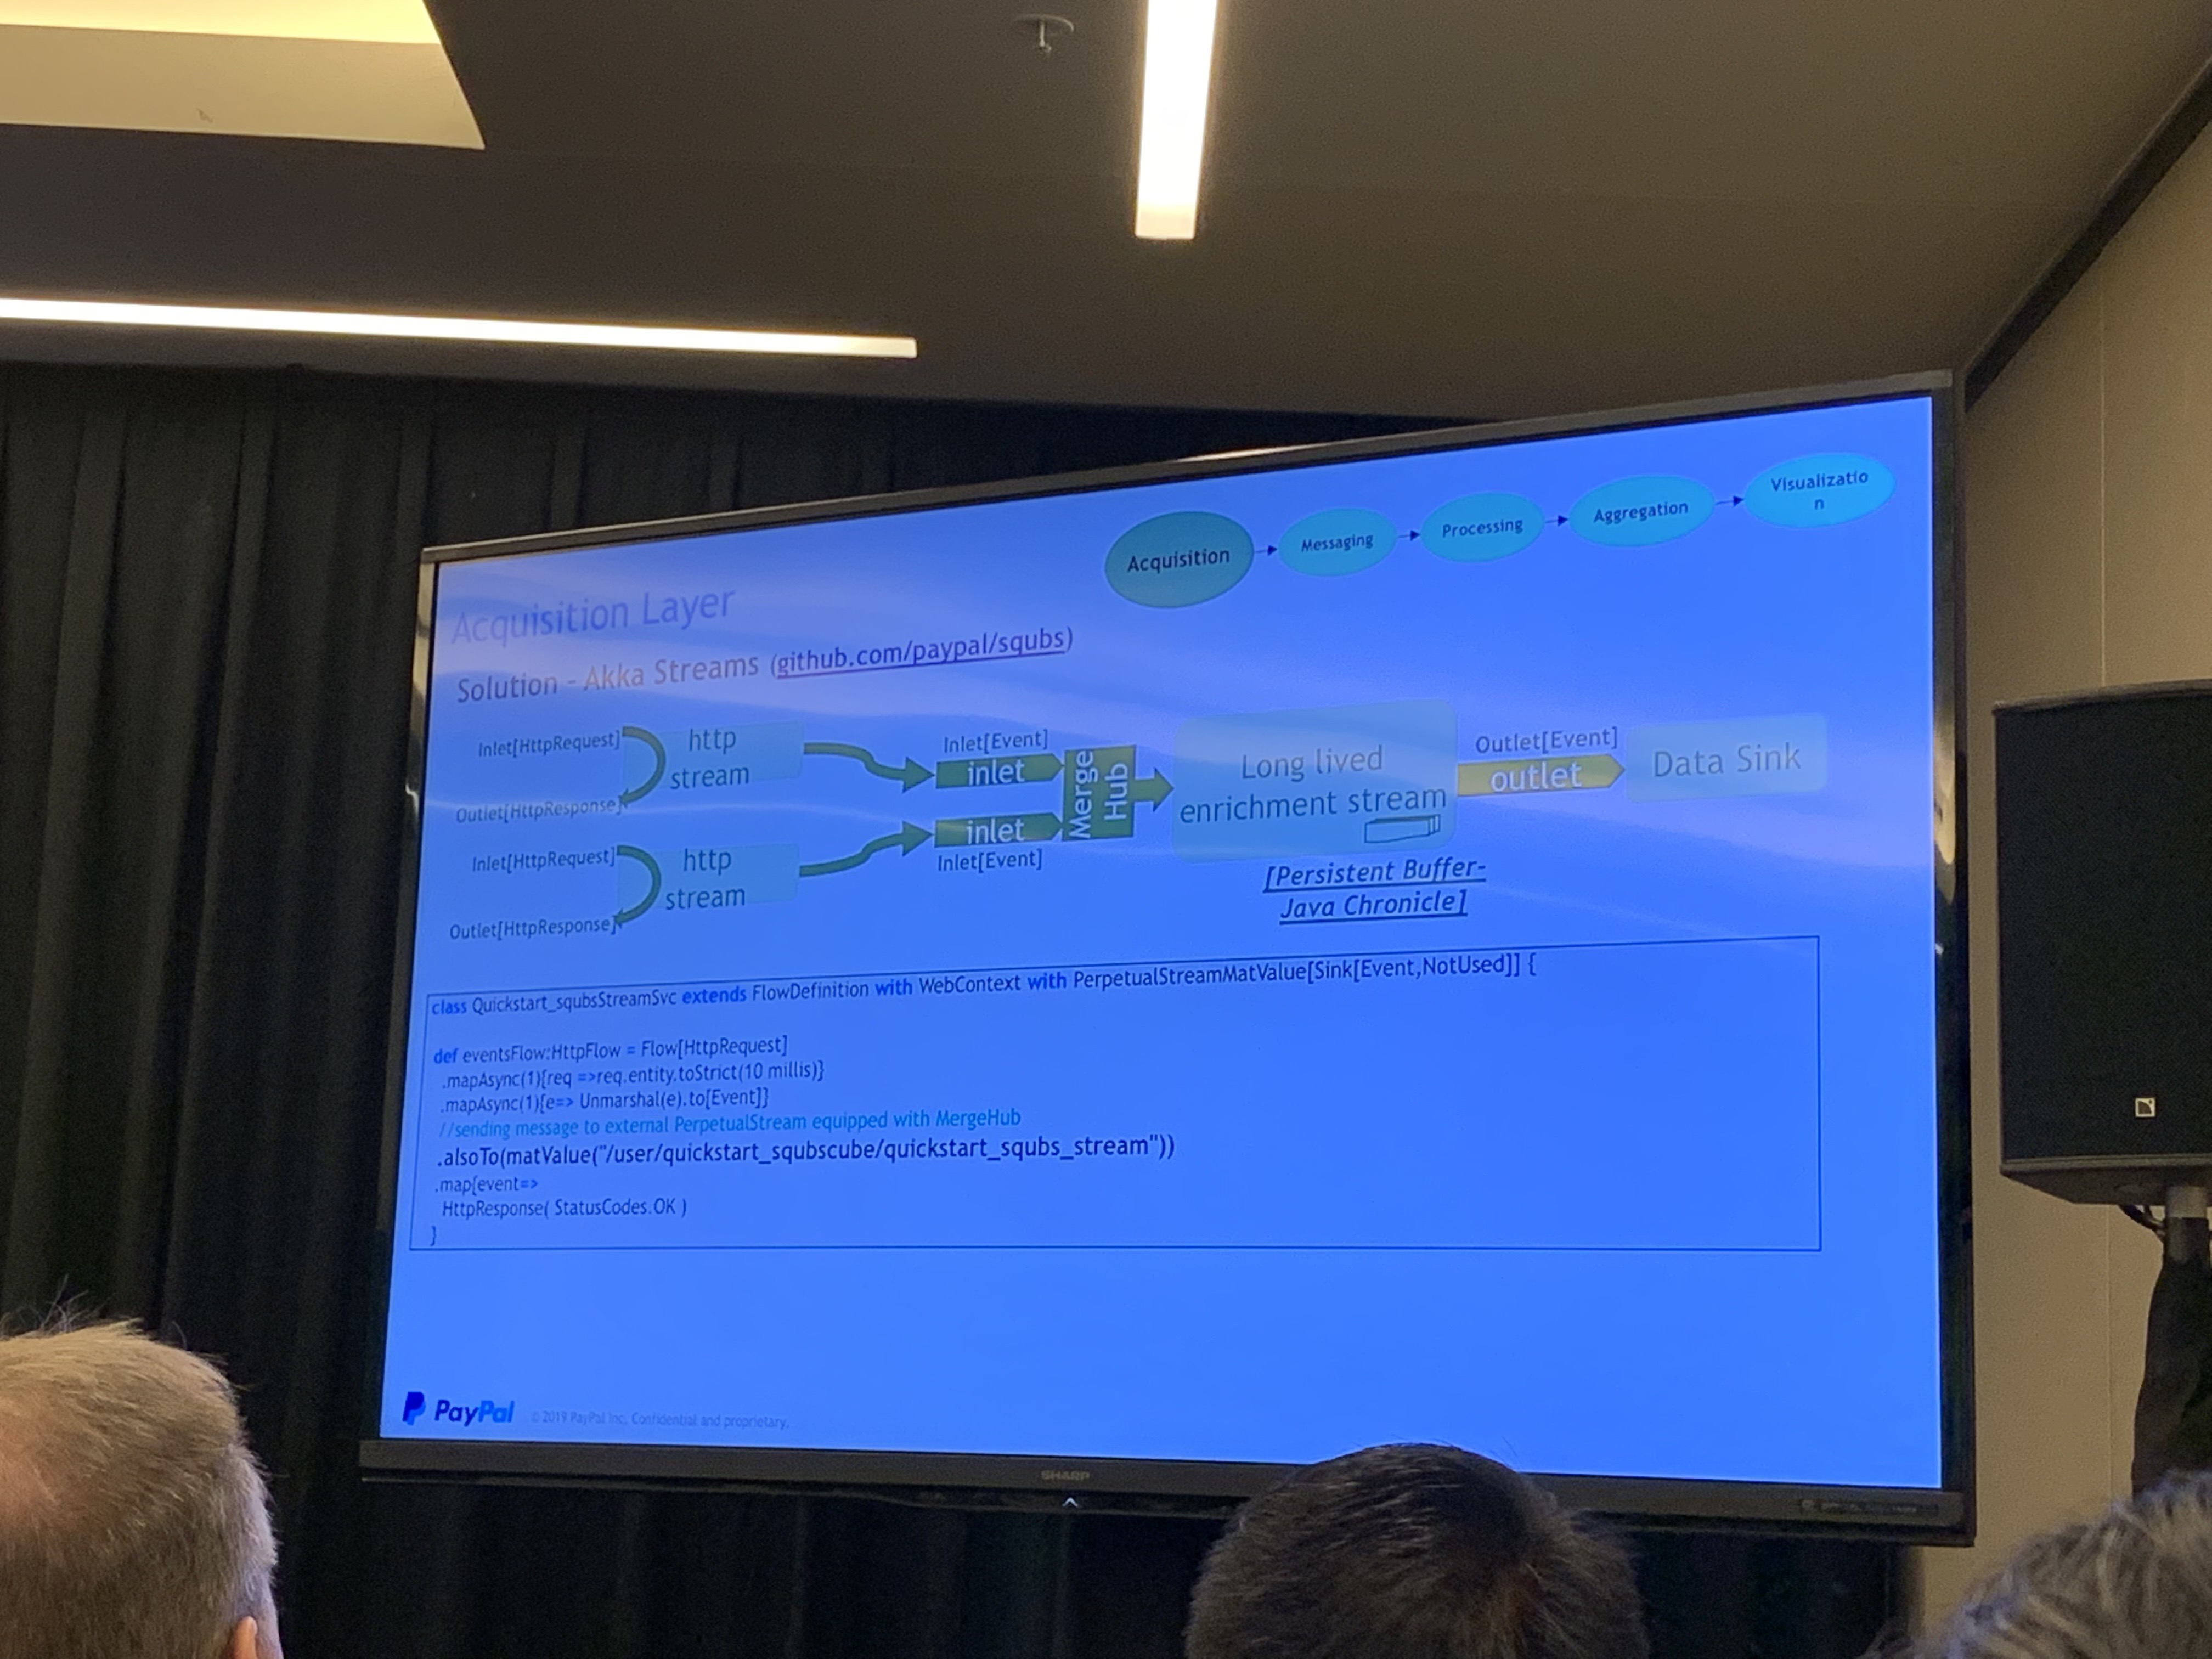 Acquisition
Messaging
Processing
Aggregation
Visualizatio
n
Acquisition Layer
Solution - Akka Streams (github.com/paypal/squbs)
Inlet[HttpRequest]
http
stream
Outlet[HttpResponse]
Inlet[HttpRequest]
http
stream
Outlet[HttpResponse]
Inlet[Event]
inlet
inlet
Inlet[Event]
Merge
Hub
Long lived
enrichment stream
[Persistent Buffer-
Java Chronicle]
Outlet[Event]
outlet
Data Sink
class Quickstart_squbsStreamSvc extends FlowDefinition with WebContext with PerpetualStreamMatValue[Sink[Event,NotUsed]] {
def eventsFlow:HttpFlow = Flow[HttpRequest]
.mapAsync(1){req =>req.entity.toStrict(10 millis)}
.mapAsync(1){e=> Unmarshal(e).to[Event]}
//sending message to external PerpetualStream equipped with MergeHub
.alsoTo(matValue("/user/quickstart_squbscube/quickstart_squbs_stream"))
.map{event=>
HttpResponse( StatusCodes.OK )
}
PayPal
© 2019 PayPal Inc. Confidential and proprietary.
SHARP